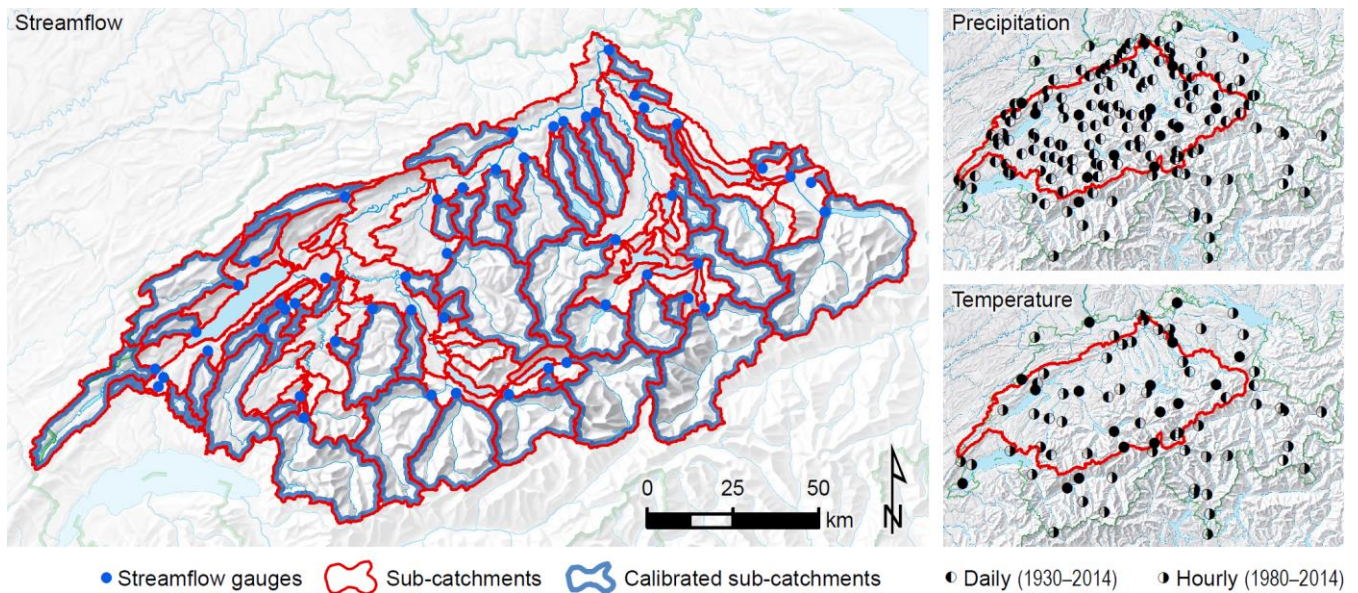 Streamflow
Precipitation
Temperature
0 25 50
km
N
Streamflow gauges Sub-catchments Calibrated sub-catchments Daily (1930–2014) Hourly (1980–2014)